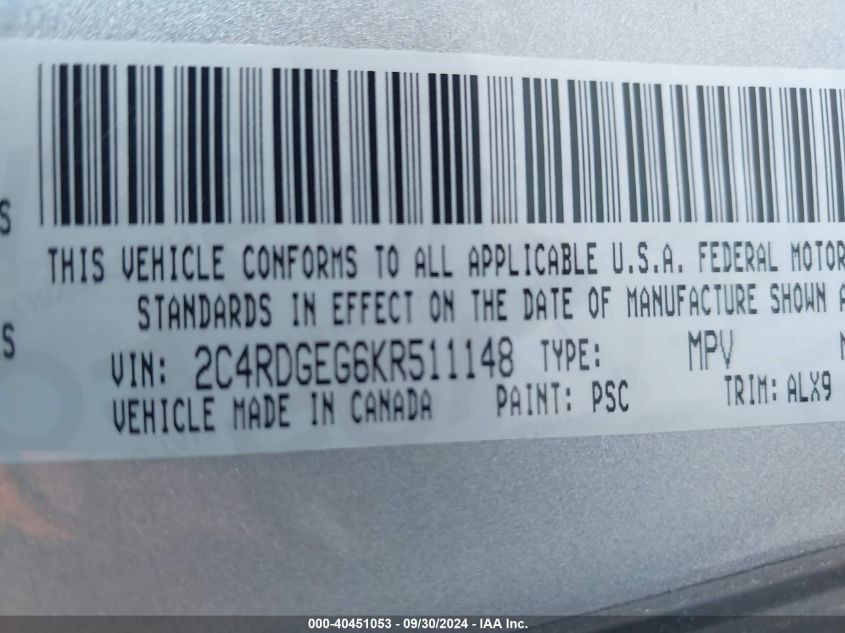 S
THIS VEHICLE CONFORMS TO ALL APPLICABLE U.S.A. FEDERAL MOTOR
STANDARDS IN EFFECT ON THE DATE OF MANUFACTURE SHOWN A
S
VIN: 2C4RDGEG6KR511148 TYPE: MPV
VEHICLE MADE IN CANADA PAINT: PSC TRIM: ALX9
000-40451053 - 09/30/2024 - IAA Inc.